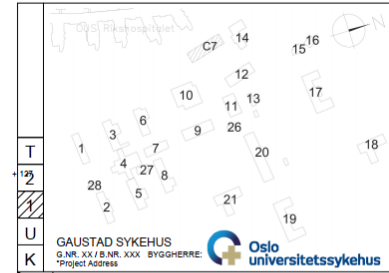 OUS Rikshospitalet
C7
14
16
15
N
12
10
11
13
17
6
3
9
26
1
7
4
27
8
20
18
28
5
2
21
19
T
+ 127
2
1
U
K
GAUSTAD SYKEHUS
G.NR. XX / B.NR. XXX BYGGHERRE:
*Project Address
Oslo
universitetssykehus